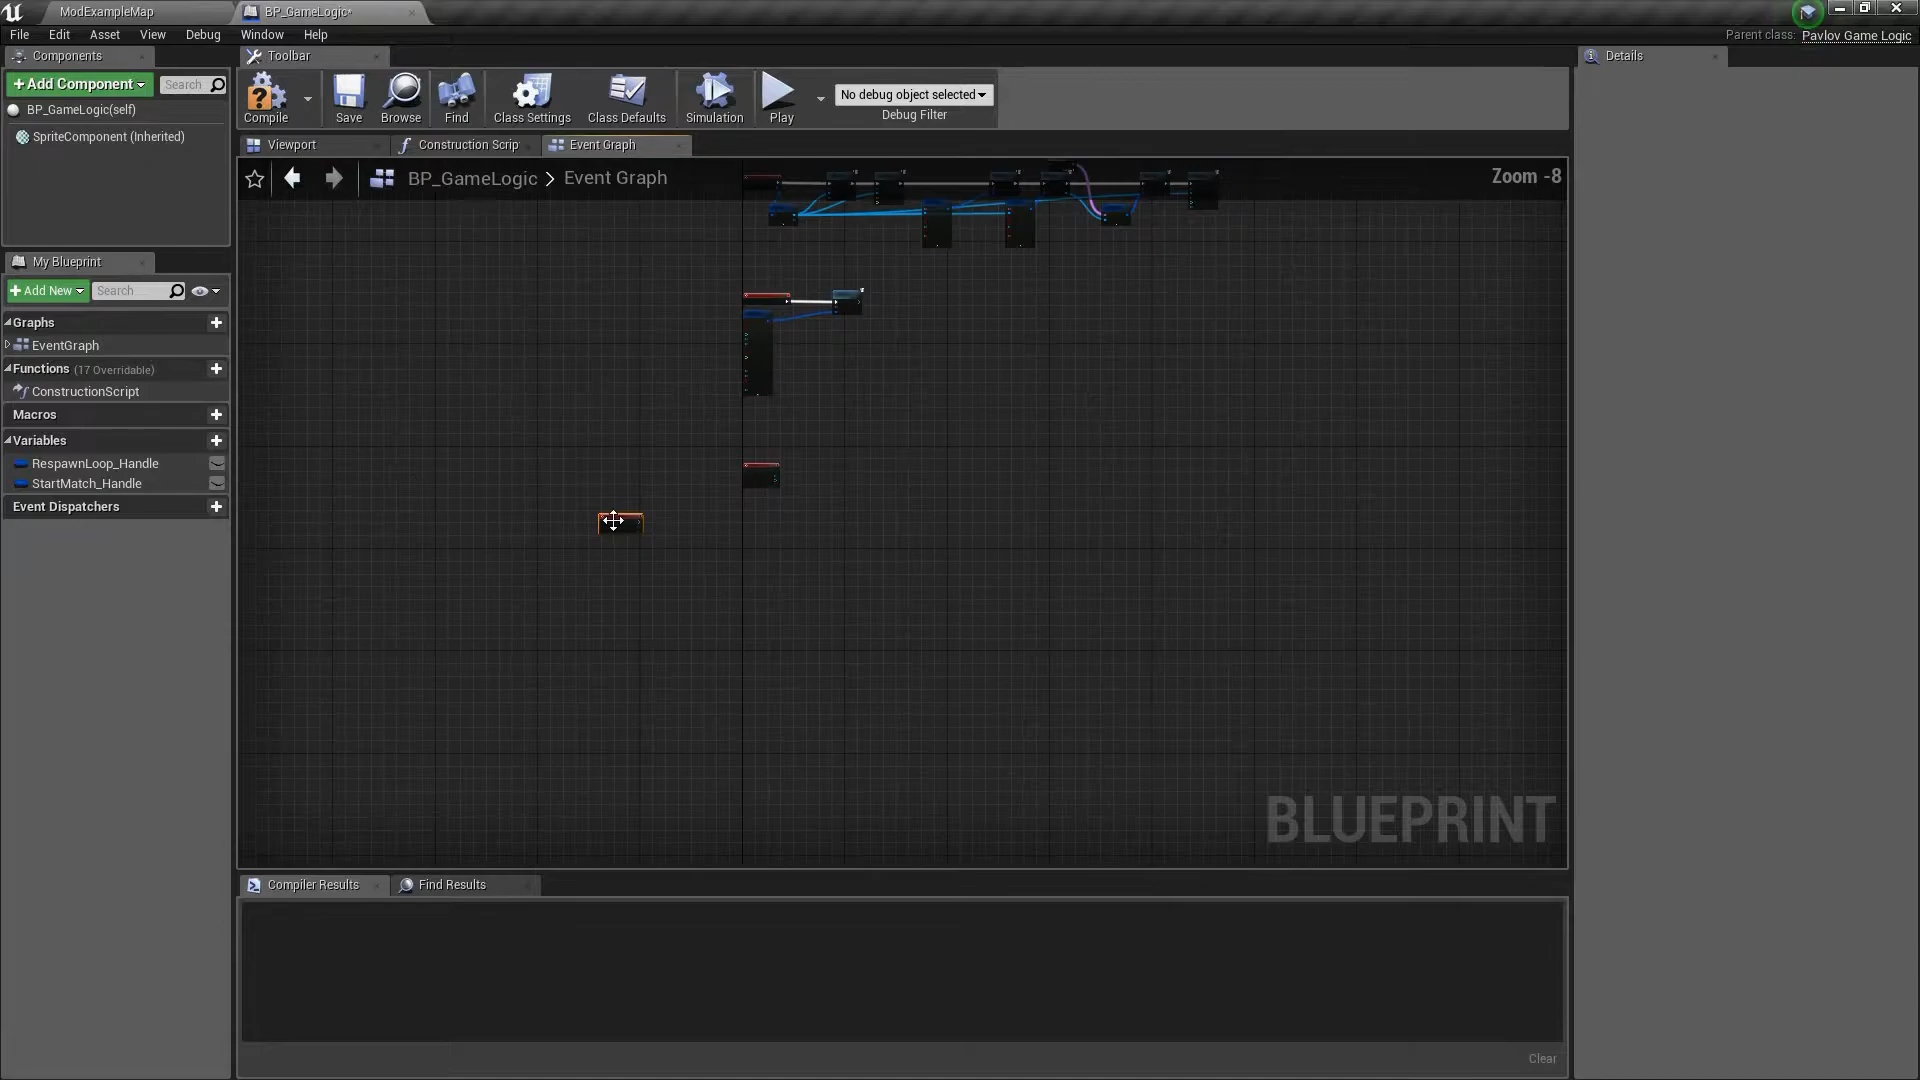 ModExampleMap
BP_GameLogic*
File Edit Asset View Debug Window Help
Parent class: Pavlov Game Logic
Components
Toolbar
Details
Add Component
Search
BP_GameLogic(self)
SpriteComponent (Inherited)
Compile
Save
Browse
Find
Class Settings
Class Defaults
Simulation
Play
No debug object selected
Debug Filter
Viewport
Construction Scrip
Event Graph
BP_GameLogic > Event Graph
Zoom -8
My Blueprint
+ Add New
Search
Graphs
EventGraph
Functions (17 Overridable)
ConstructionScript
Macros
Variables
RespawnLoop_Handle
StartMatch_Handle
Event Dispatchers
BLUEPRINT
Compiler Results
Find Results
Clear